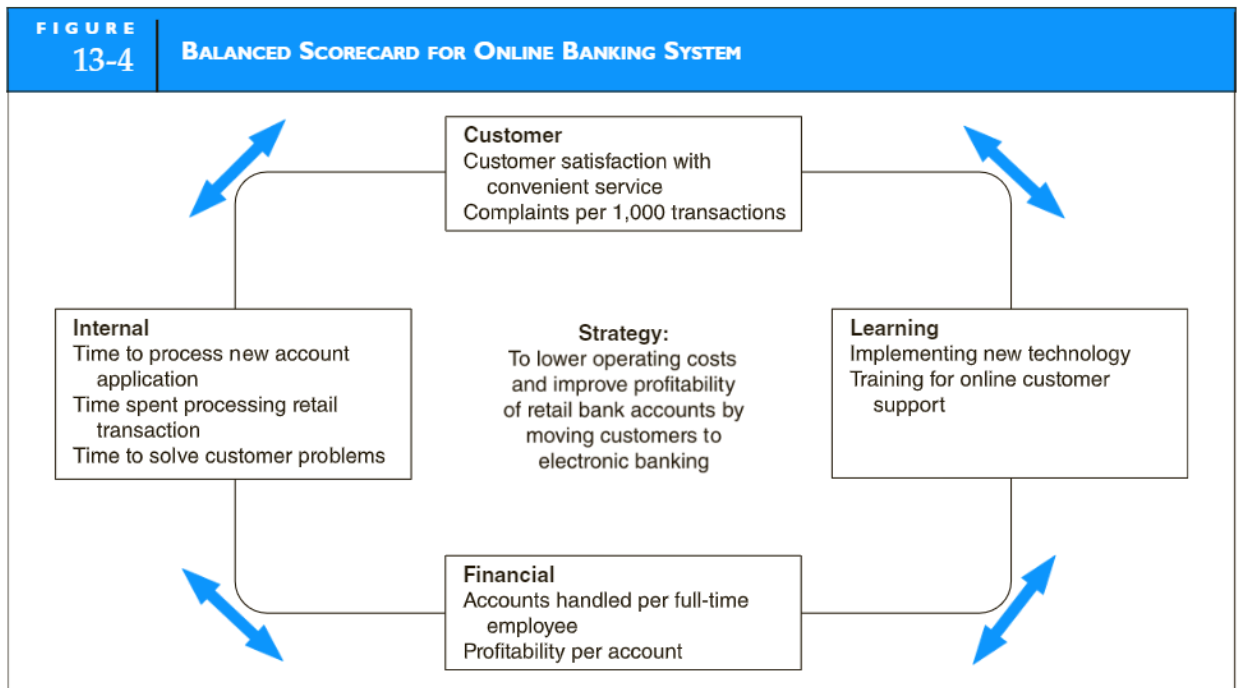 FIGURE
13-4
BALANCED SCORECARD FOR ONLINE BANKING SYSTEM
Customer
Customer satisfaction with
convenient service
Complaints per 1,000 transactions
Internal
Time to process new account
application
Time spent processing retail
transaction
Time to solve customer problems
Strategy:
To lower operating costs
and improve profitability
of retail bank accounts by
moving customers to
electronic banking
Learning
Implementing new technology
Training for online customer
support
Financial
Accounts handled per full-time
employee
Profitability per account